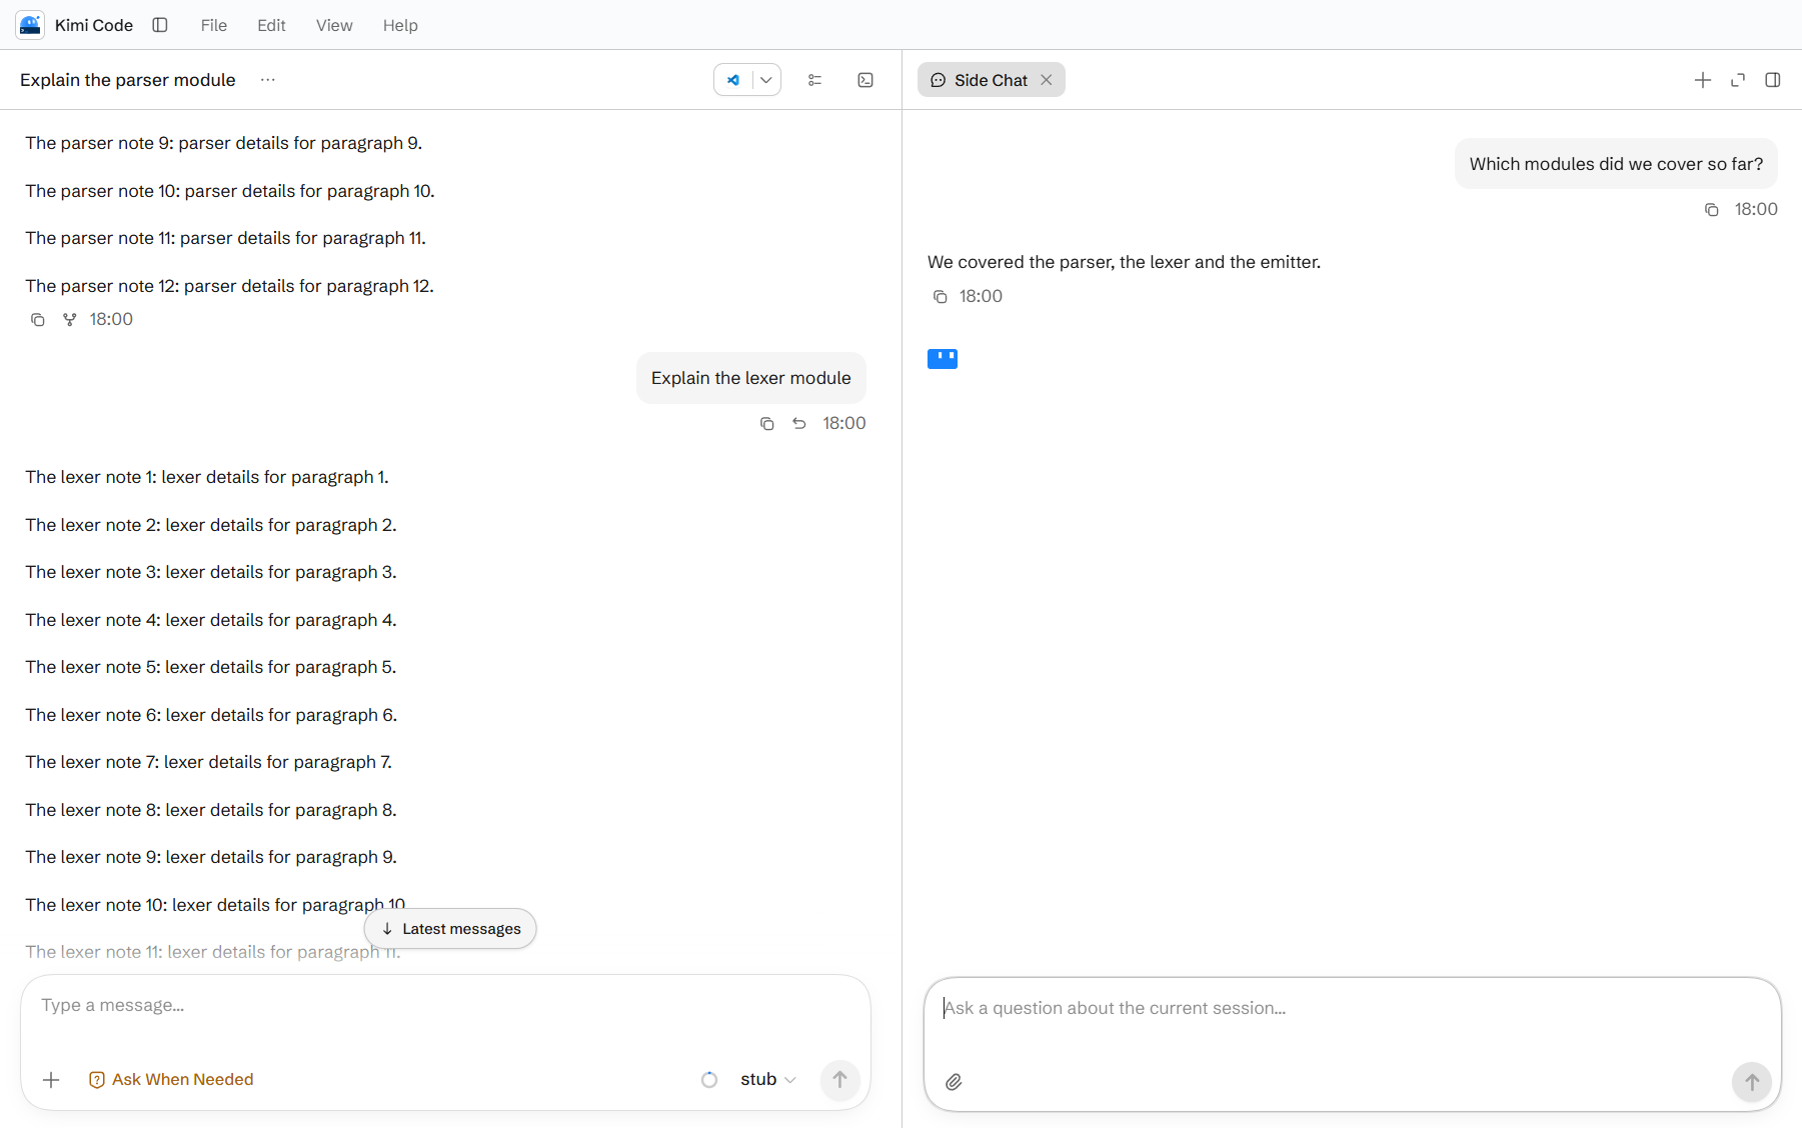 Kimi Code
File
Edit
View
Help
Explain the parser module
The parser note 9: parser details for paragraph 9.
The parser note 10: parser details for paragraph 10.
The parser note 11: parser details for paragraph 11.
The parser note 12: parser details for paragraph 12.
18:00
Explain the lexer module
18:00
The lexer note 1: lexer details for paragraph 1.
The lexer note 2: lexer details for paragraph 2.
The lexer note 3: lexer details for paragraph 3.
The lexer note 4: lexer details for paragraph 4.
The lexer note 5: lexer details for paragraph 5.
The lexer note 6: lexer details for paragraph 6.
The lexer note 7: lexer details for paragraph 7.
The lexer note 8: lexer details for paragraph 8.
The lexer note 9: lexer details for paragraph 9.
The lexer note 10: lexer details for paragraph 10
Latest messages
The lexer note 11: lexer details for paragraph 11.
Type a message...
Ask When Needed
stub
Side Chat
Which modules did we cover so far?
18:00
We covered the parser, the lexer and the emitter.
18:00
Ask a question about the current session...